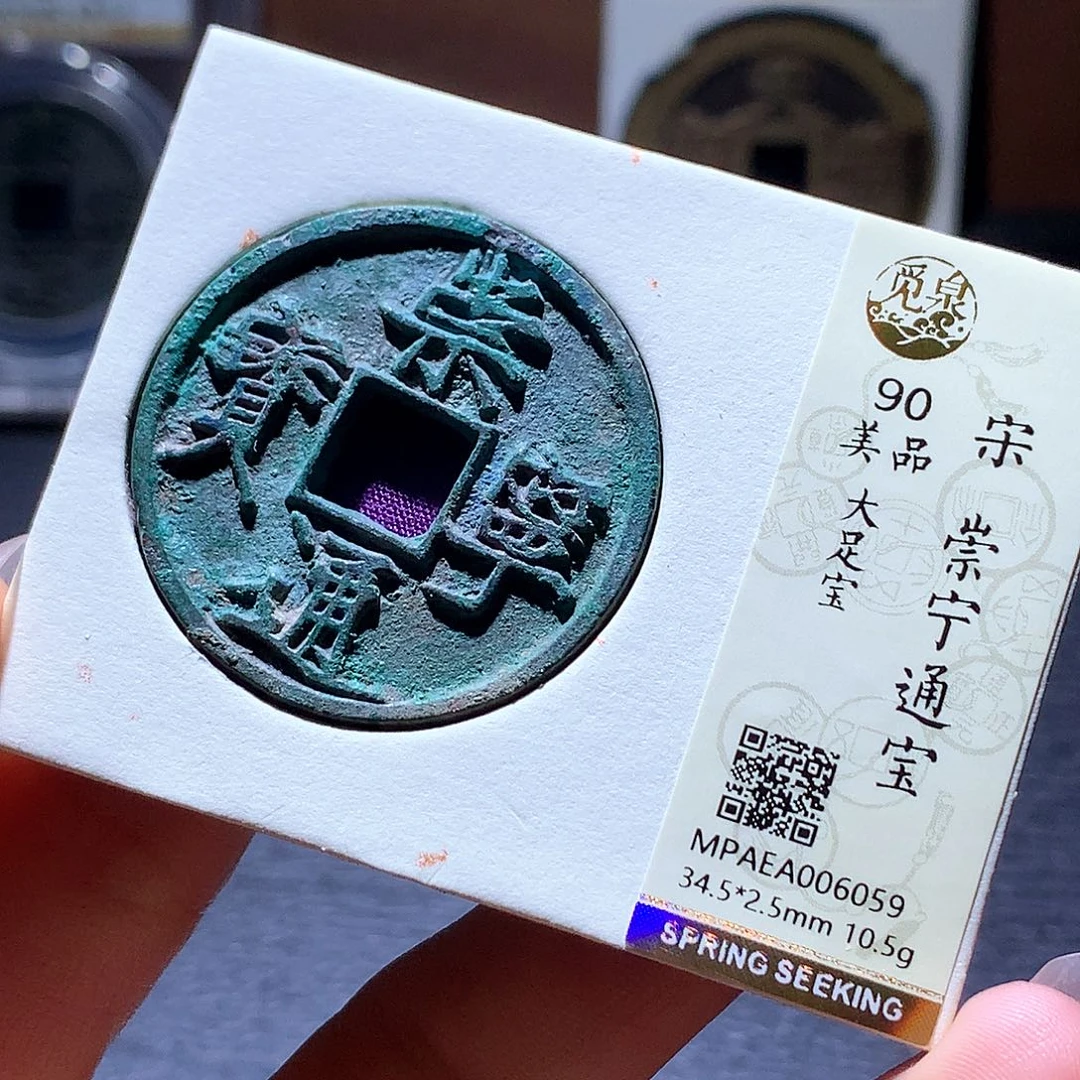 崇
寧
通
寶
觅泉
90
美品
大足宝
宋
崇宁通宝
MPAEA006059
34.5*2.5mm 10.5g
SPRING SEEKING